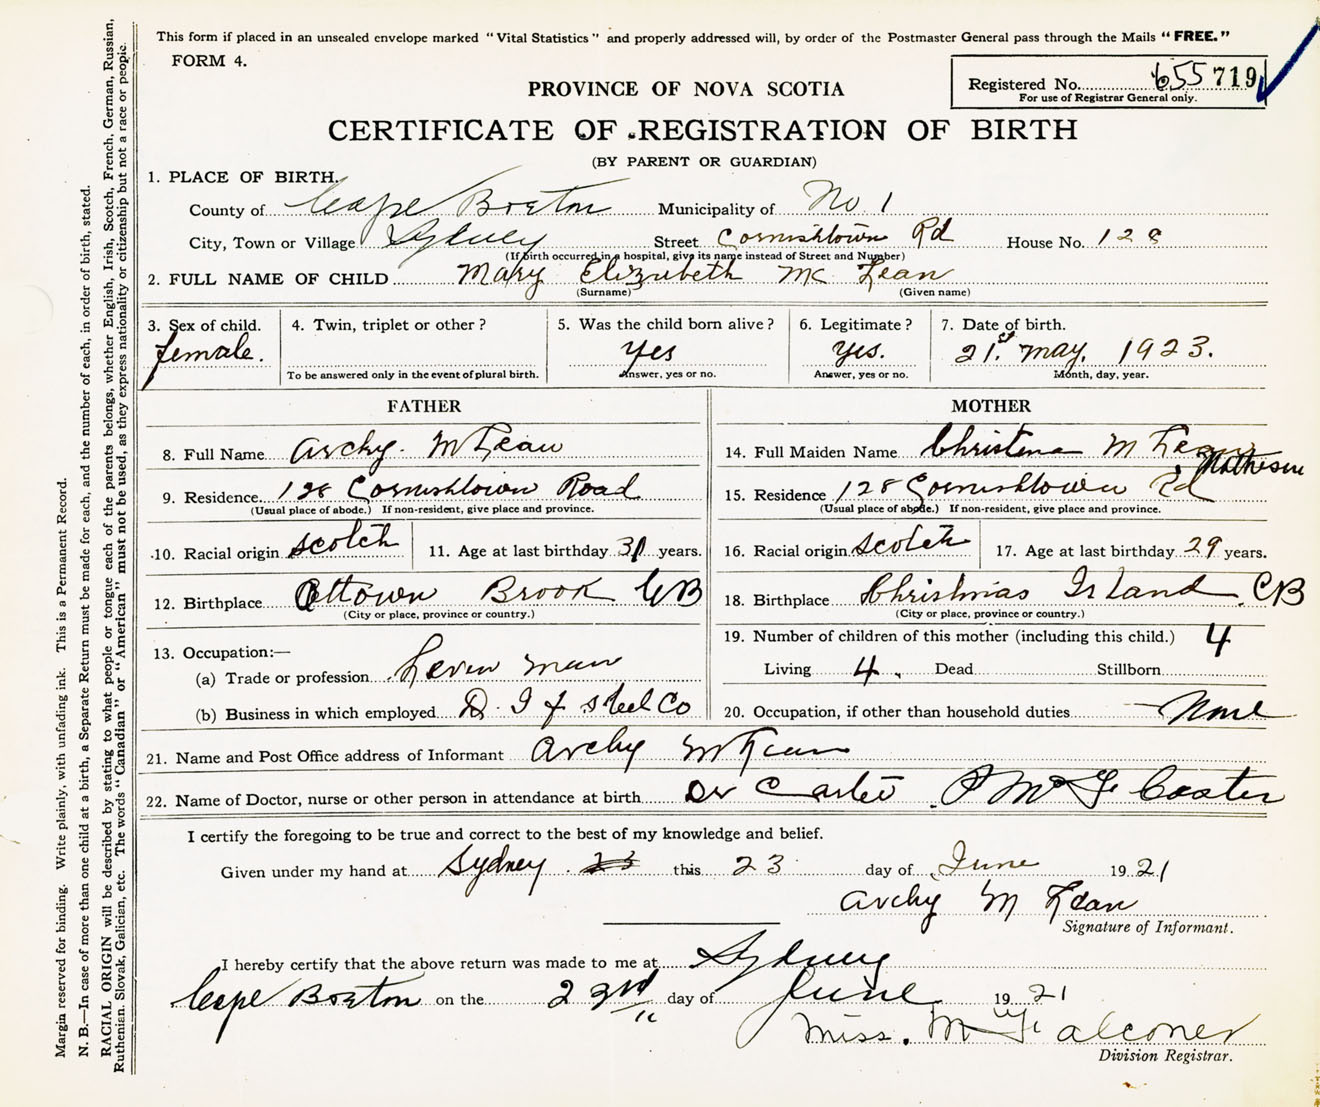 This form if placed in an unsealed envelope marked "Vital Statistics" and properly addressed will, by order of the Postmaster General pass through the Mails "FREE."
FORM 4.
Registered No. 655719
For use of Registrar General only.
PROVINCE OF NOVA SCOTIA
CERTIFICATE OF REGISTRATION OF BIRTH
(BY PARENT OR GUARDIAN)
1. PLACE OF BIRTH.
County of Cape Breton Municipality of No 1
City, Town or Village Sydney Street Cornishtown Rd House No. 128
(If birth occurred in a hospital, give its name instead of Street and Number)
2. FULL NAME OF CHILD Mary Elizabeth Mc Lean
(Surname) (Given name)
3. Sex of child. 4. Twin, triplet or other? 5. Was the child born alive? 6. Legitimate? 7. Date of birth.
female. yes yes. 21st. may. 1923.
To be answered only in the event of plural birth. Answer, yes or no. Answer, yes or no. Month, day, year.
FATHER
8. Full Name Archy. McLean
9. Residence 128 Cornishtown Road
(Usual place of abode.) If non-resident, give place and province.
10. Racial origin scotch 11. Age at last birthday 31 years.
12. Birthplace Ottown Brook CB
(City or place, province or country.)
13. Occupation:—
(a) Trade or profession Lever man
(b) Business in which employed D. I & Steel Co
MOTHER
14. Full Maiden Name Christena McLean
Matheson
15. Residence 128 Cornishtown Rd
(Usual place of abode.) If non-resident, give place and province.
16. Racial origin scotch 17. Age at last birthday 29 years.
18. Birthplace Christmas Island CB
(City or place, province or country.)
19. Number of children of this mother (including this child.) 4
Living 4. Dead Stillborn
20. Occupation, if other than household duties None
21. Name and Post Office address of Informant Archy McLean
22. Name of Doctor, nurse or other person in attendance at birth Dr
I certify the foregoing to be true and correct to the best of my knowledge and belief.
Given under my hand at Sydney this 23 day of June 1921
Archy McLean
Signature of Informant.
I hereby certify that the above return was made to me at Sydney
Cape Breton on the 23rd day of June 1921
Miss. McFalconer
Division Registrar.
Margin reserved for binding. Write plainly, with unfading ink. This is a Permanent Record.
N. B.—In case of more than one child at a birth, a Separate Return must be made for each, and the number of each, in order of birth, stated.
RACIAL ORIGIN will be described by stating to what people or tongue each of the parents belongs, whether English, Irish, Scotch, French, German, Russian,
Ruthenian, Slovak, Galician, etc. The words "Canadian" or "American" must not be used, as they express nationality or citizenship but not a race or people.